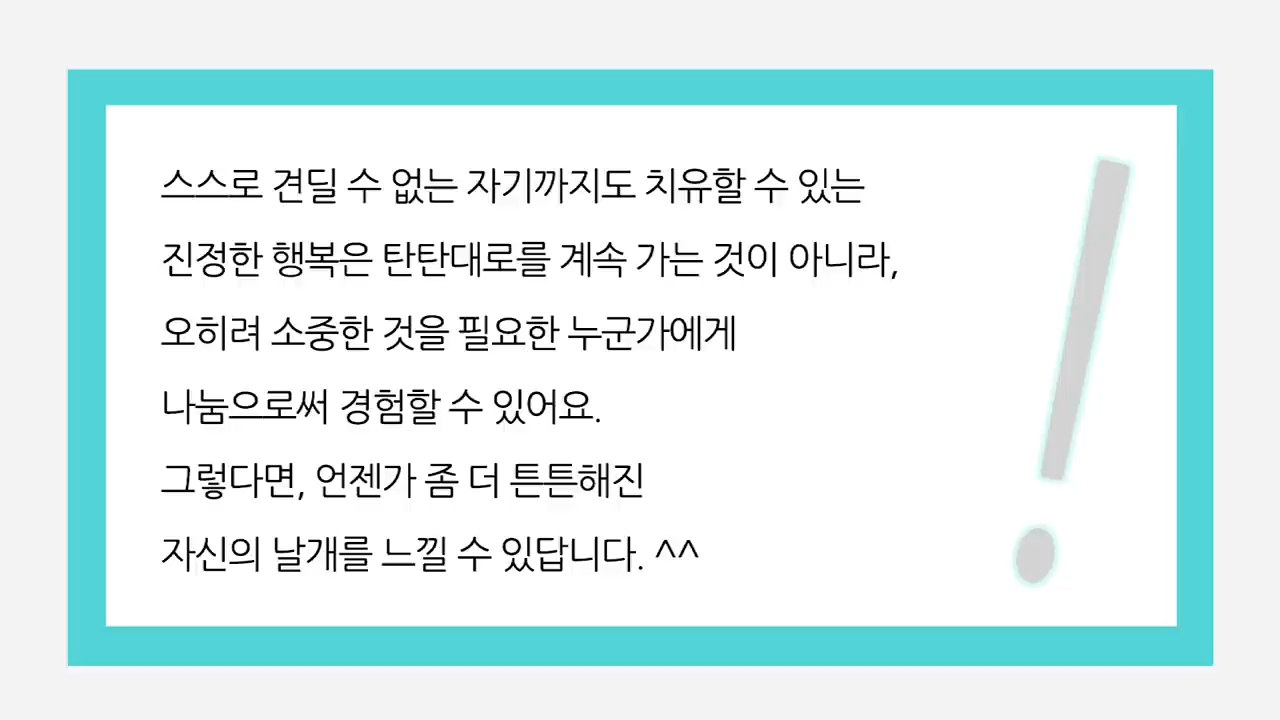 스스로 견딜 수 없는 자기까지도 치유할 수 있는
진정한 행복은 탄탄대로를 계속 가는 것이 아니라,
오히려 소중한 것을 필요한 누군가에게
나눔으로써 경험할 수 있어요.
그렇다면, 언젠가 좀 더 튼튼해진
자신의 날개를 느낄 수 있답니다. ^^
!